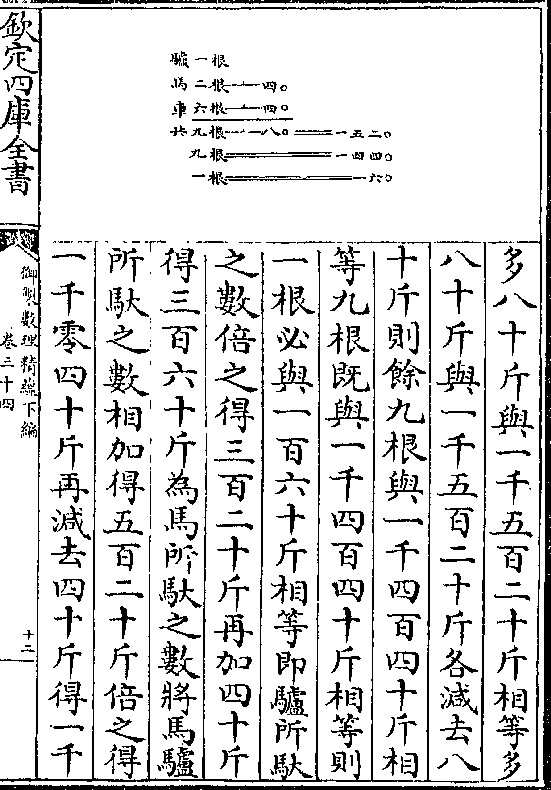 驢一根
馬二根⊥四〇
車六根⊥四〇
共九根⊥八〇＝一五二〇
九根＝一四四〇
一根＝一六〇
多八十斤與一千五百二十斤相等多
八十斤與一千五百二十斤各減去八
十斤則餘九根與一千四百四十斤相
等九根既與一千四百四十斤相等則
一根必與一百六十斤相等即驢所馱
之數倍之得三百二十斤再加四十斤
得三百六十斤為馬所馱之數將馬驢
所馱之數相加得五百二十斤倍之得
一千零四十斤再減去四十斤得一千
欽定四庫全書
御製數理精蘊下編
卷三十四
十二